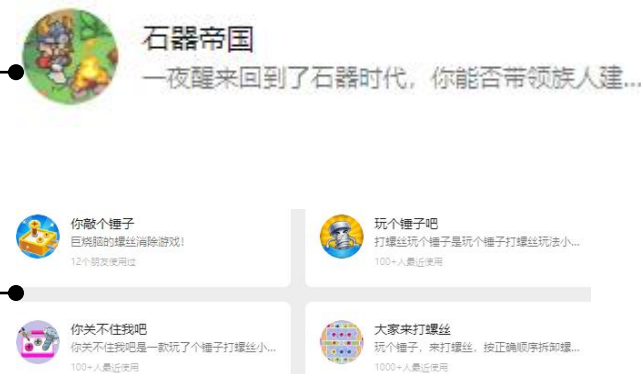 石器帝国
一夜醒来回到了石器时代，你能否带领族人建...
你敲个锤子
巨烧脑的螺丝消除游戏！
12个朋友使用过
玩个锤子吧
打螺丝玩个锤子是玩个锤子打螺丝玩法小...
100+人最近使用
你关不住我吧
你关不住我吧是一款玩了个锤子打螺丝小...
100+人最近使用
大家来打螺丝
玩个锤子，来打螺丝，按正确顺序拆卸螺...
1000+人最近使用